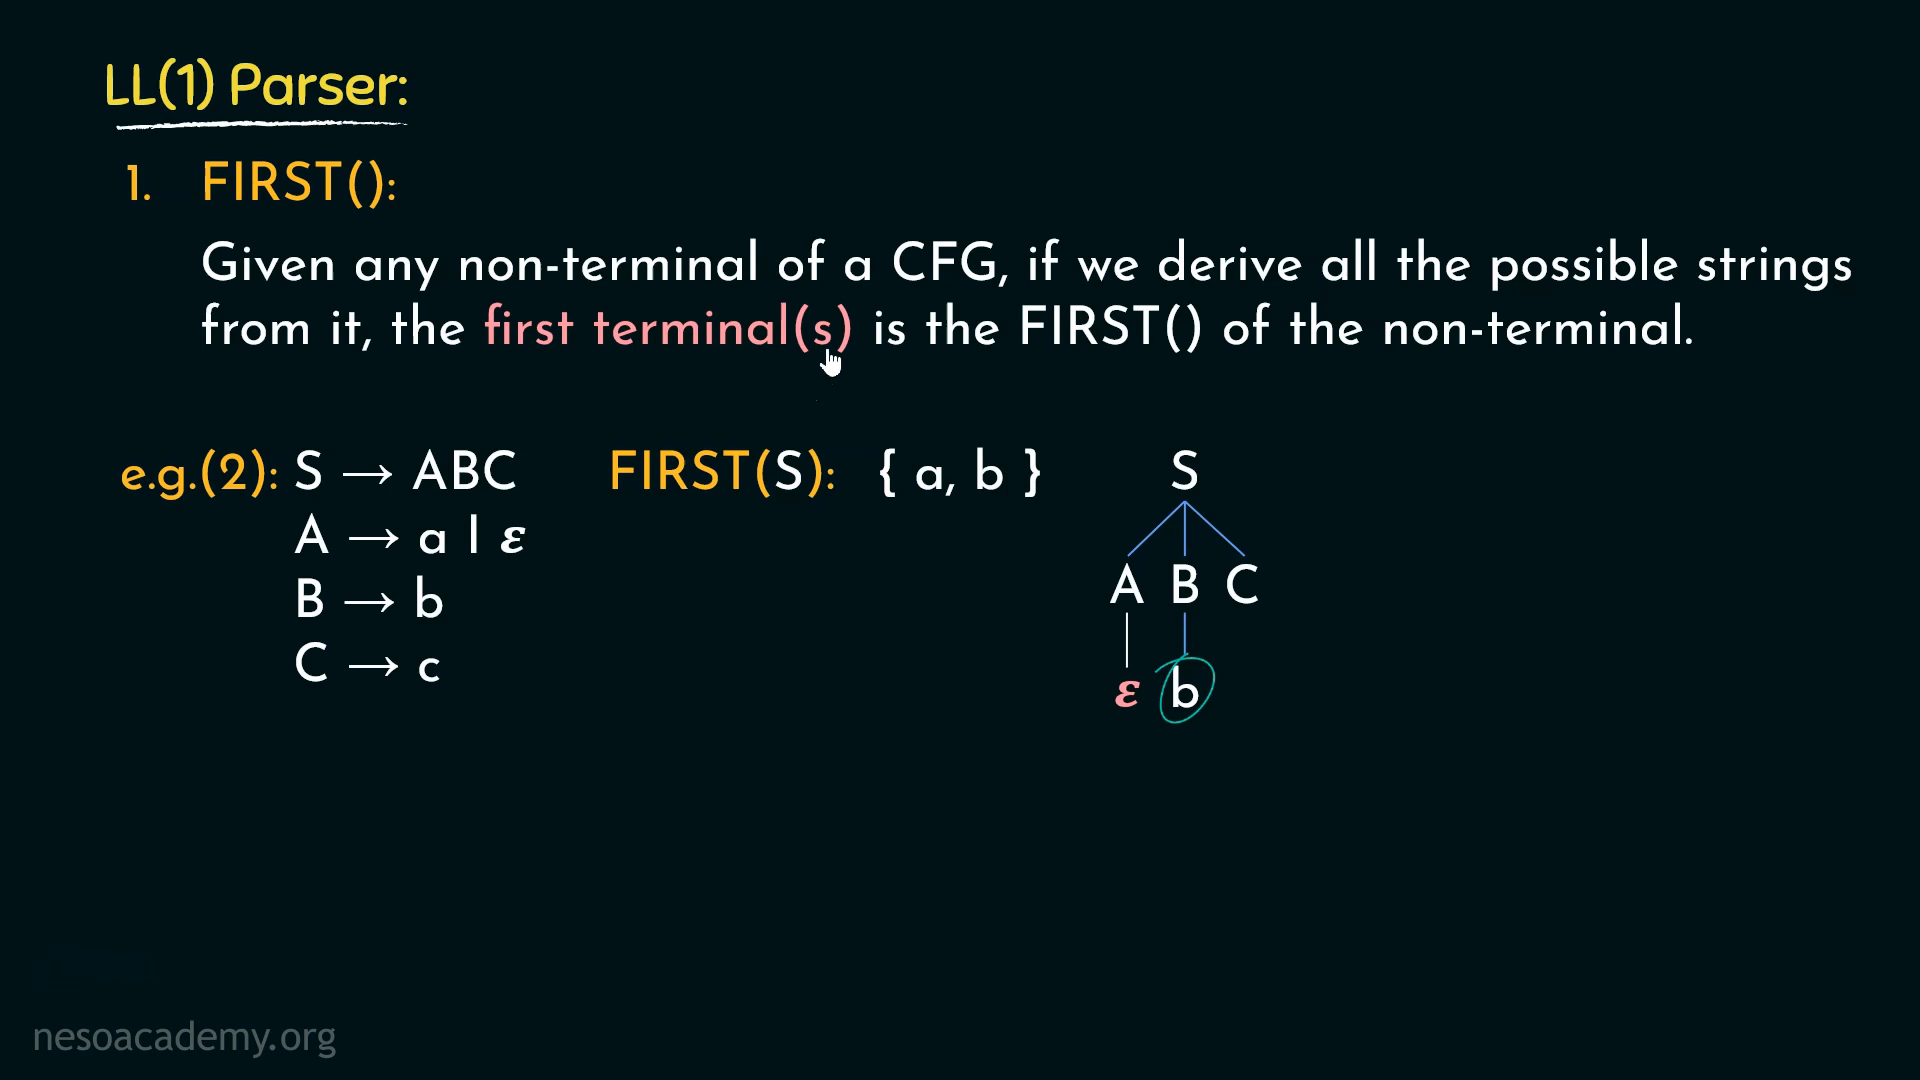 LL(1) Parser:
1. FIRST():
Given any non-terminal of a CFG, if we derive all the possible strings
from it, the first terminal(s) is the FIRST() of the non-terminal.
e.g.(2): S → ABC FIRST(S): { a, b } S
A → a | ε
B → b
C → c
A B C
ε b
nesoacademy.org